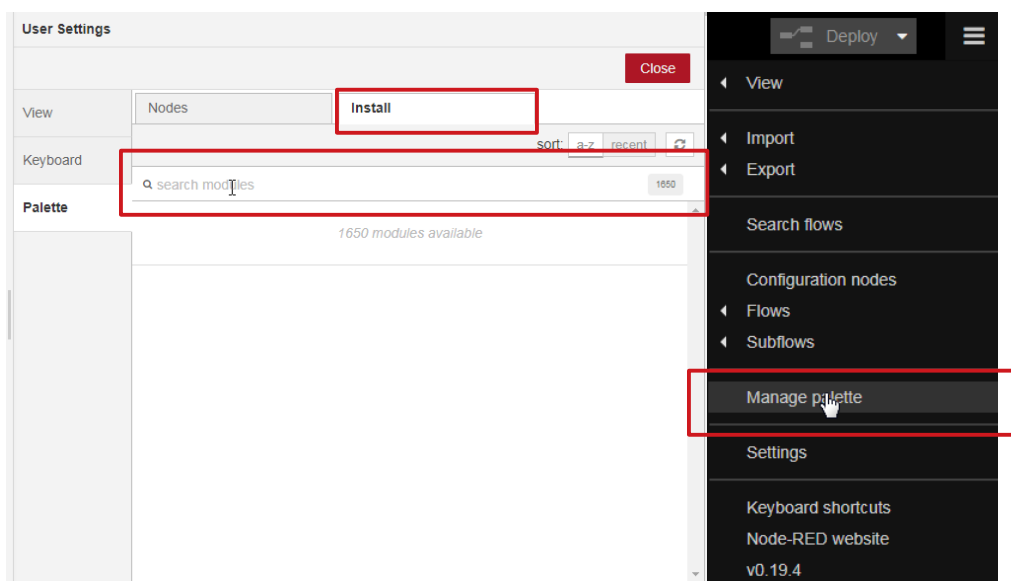 User Settings
Close
View
Keyboard
Palette
Nodes
Install
sort: a-z recent
search modules
1650
1650 modules available
Deploy
View
Import
Export
Search flows
Configuration nodes
Flows
Subflows
Manage palette
Settings
Keyboard shortcuts
Node-RED website
v0.19.4